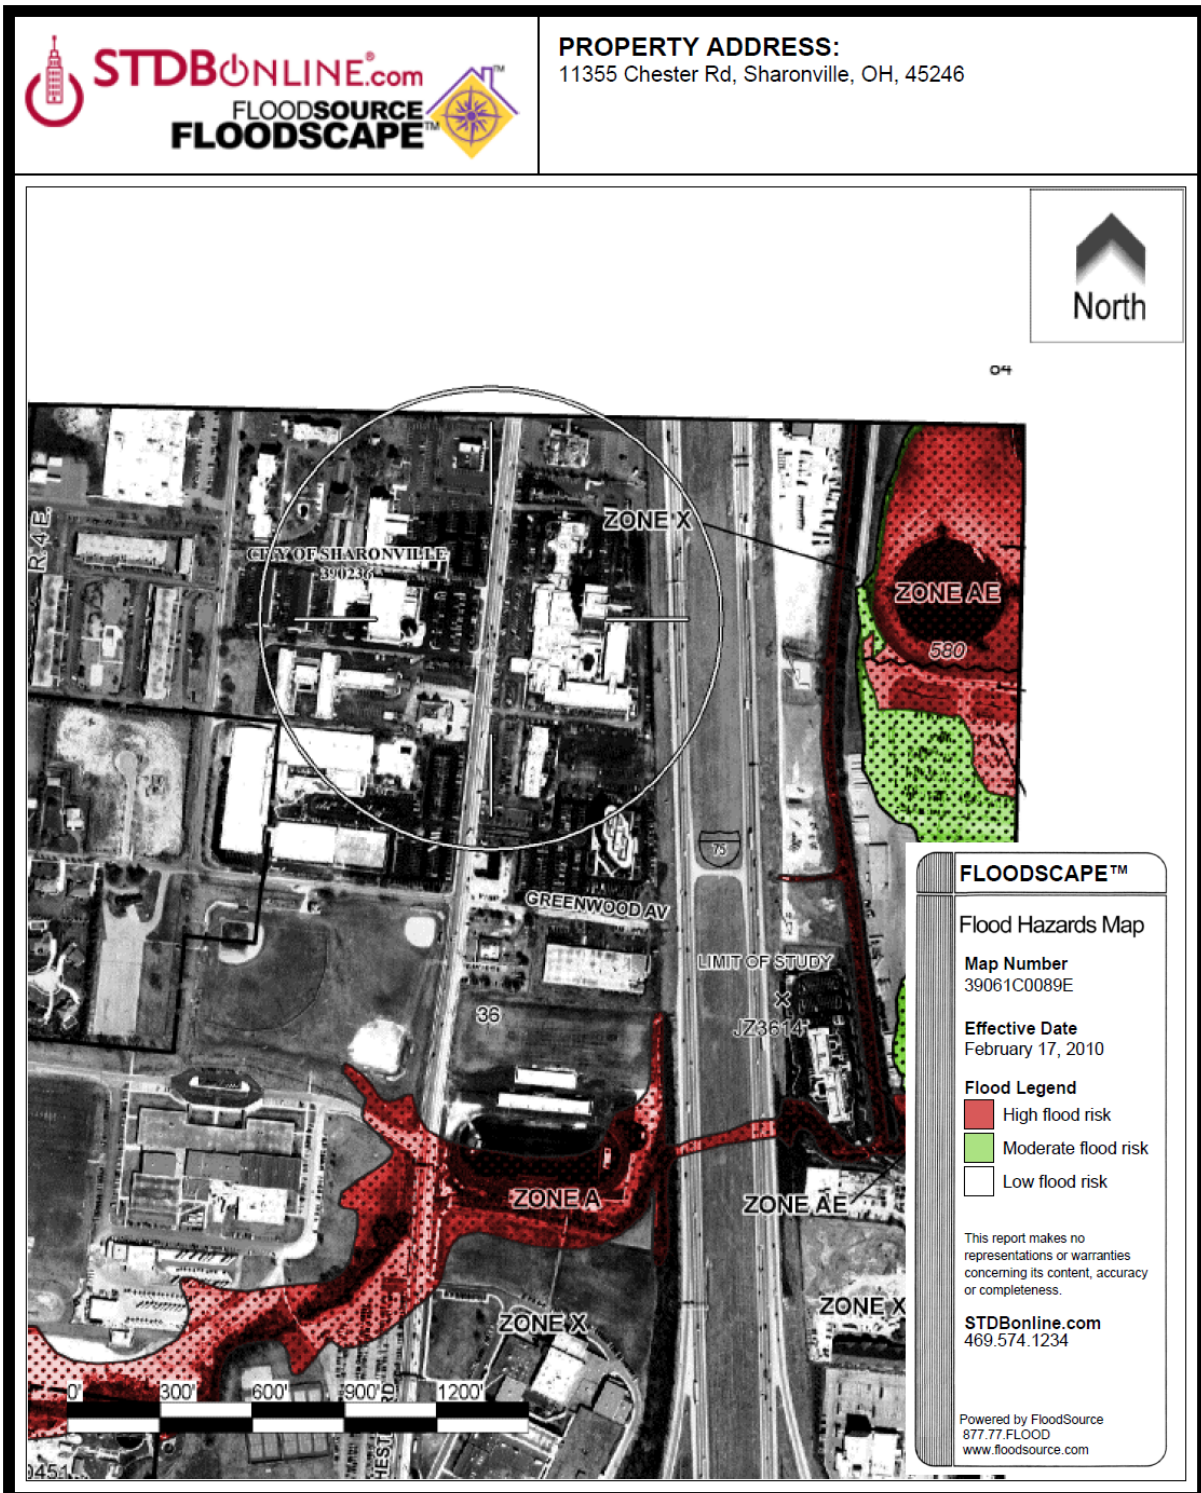 STDBONLINE®.com
FLOODSOURCE
FLOODSCAPE™
TM
PROPERTY ADDRESS:
11355 Chester Rd, Sharonville, OH, 45246
North
04
R. 4 E.
ZONE X
CITY OF SHARONVILLE
390236
ZONE AE
580
75
GREENWOOD AV
LIMIT OF STUDY
36
JZ3614
ZONE A
ZONE AE
ZONE X
ZONE X
0' 300' 600' 900' 1200'
FLOODSCAPE™
Flood Hazards Map
Map Number
39061C0089E
Effective Date
February 17, 2010
Flood Legend
High flood risk
Moderate flood risk
Low flood risk
This report makes no
representations or warranties
concerning its content, accuracy
or completeness.
STDBonline.com
469.574.1234
Powered by FloodSource
877.77.FLOOD
www.floodsource.com